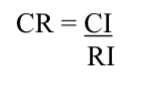 CR = CI
RI